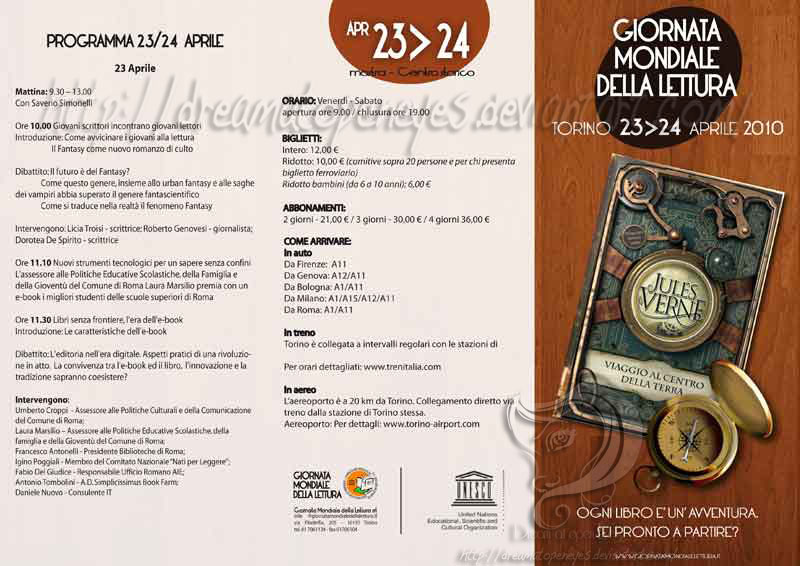 PROGRAMMA 23/24 APRILE
23 Aprile
Mattina: 9.30 – 13.00
Con Saverio Simonelli
Ore 10.00 Giovani scrittori incontrano giovani lettori
Introduzione: Come avvicinare i giovani alla lettura
Il Fantasy come nuovo romanzo di culto
Dibattito: Il futuro è del Fantasy?
Come questo genere, insieme allo urban fantasy e alle saghe
dei vampiri abbia superato il genere fantascientifico
Come si traduce nella realtà il fenomeno Fantasy
Intervengono: Licia Troisi - scrittrice; Roberto Genovesi - giornalista;
Dorotea De Spirito - scrittrice
Ore 11.10 Nuovi strumenti tecnologici per un sapere senza confini
L'assessore alle Politiche Educative Scolastiche, della Famiglia e
della Gioventù del Comune di Roma Laura Marsilio premia con un
e-book i migliori studenti delle scuole superiori di Roma
Ore 11.30 Libri senza frontiere, l'era dell'e-book
Introduzione: Le caratteristiche dell'e-book
Dibattito: L'editoria nell'era digitale. Aspetti pratici di una rivoluzio-
ne in atto. La convivenza tra l'e-book ed il libro, l'innovazione e la
tradizione sapranno coesistere?
Intervengono:
Umberto Croppi - Assessore alle Politiche Culturali e della Comunicazione
del Comune di Roma;
Laura Marsilio – Assessore alle Politiche Educative Scolastiche, della
famiglia e della Gioventù del Comune di Roma;
Francesco Antonelli - Presidente Biblioteche di Roma;
Igino Poggiali - Membro del Comitato Nazionale "Nati per Leggere";
Fabio Del Giudice - Responsabile Ufficio Romano AIE;
Antonio Tombolini - A.D. Simplicissimus Book Farm;
Daniele Nuova - Consulente IT
APR 23>24
mostra - Centro storico
ORARIO: Venerdì - Sabato
apertura ore 9.00 / chiusura ore 19.00
BIGLIETTI:
Intero: 12,00 €
Ridotto: 10,00 € (comitive sopra 20 persone e per chi presenta
biglietto ferroviario)
Ridotto bambini (da 6 a 10 anni): 6,00 €
ABBONAMENTI:
2 giorni - 21,00 € / 3 giorni - 30,00 € / 4 giorni 36,00 €
COME ARRIVARE:
In auto
Da Firenze: A11
Da Genova: A12/A11
Da Bologna: A1/A11
Da Milano: A1/A15/A12/A11
Da Roma: A1/A11
In treno
Torino è collegata a intervalli regolari con le stazioni di
Per orari dettagliati: www.trenitalia.com
In aereo
L'aereoporto è a 20 km da Torino. Collegamento diretto via
treno dalla stazione di Torino stessa.
Aereoporto: Per dettagli: www.torino-airport.com
GIORNATA
MONDIALE
DELLA LETTURA
Giornata Mondiale della Lettura srl
UNESCO
United Nations
Educational, Scientific and
Cultural Organization
GIORNATA
MONDIALE
DELLA LETTURA
TORINO 23>24 APRILE 2010
JULES
VERNE
VIAGGIO AL CENTRO
DELLA TERRA
OGNI LIBRO E' UN' AVVENTURA.
SEI PRONTO A PARTIRE?
WWW.GIORNATAMONDIALELETTURA.IT
http://dreamsopeneyes.deviantart.com